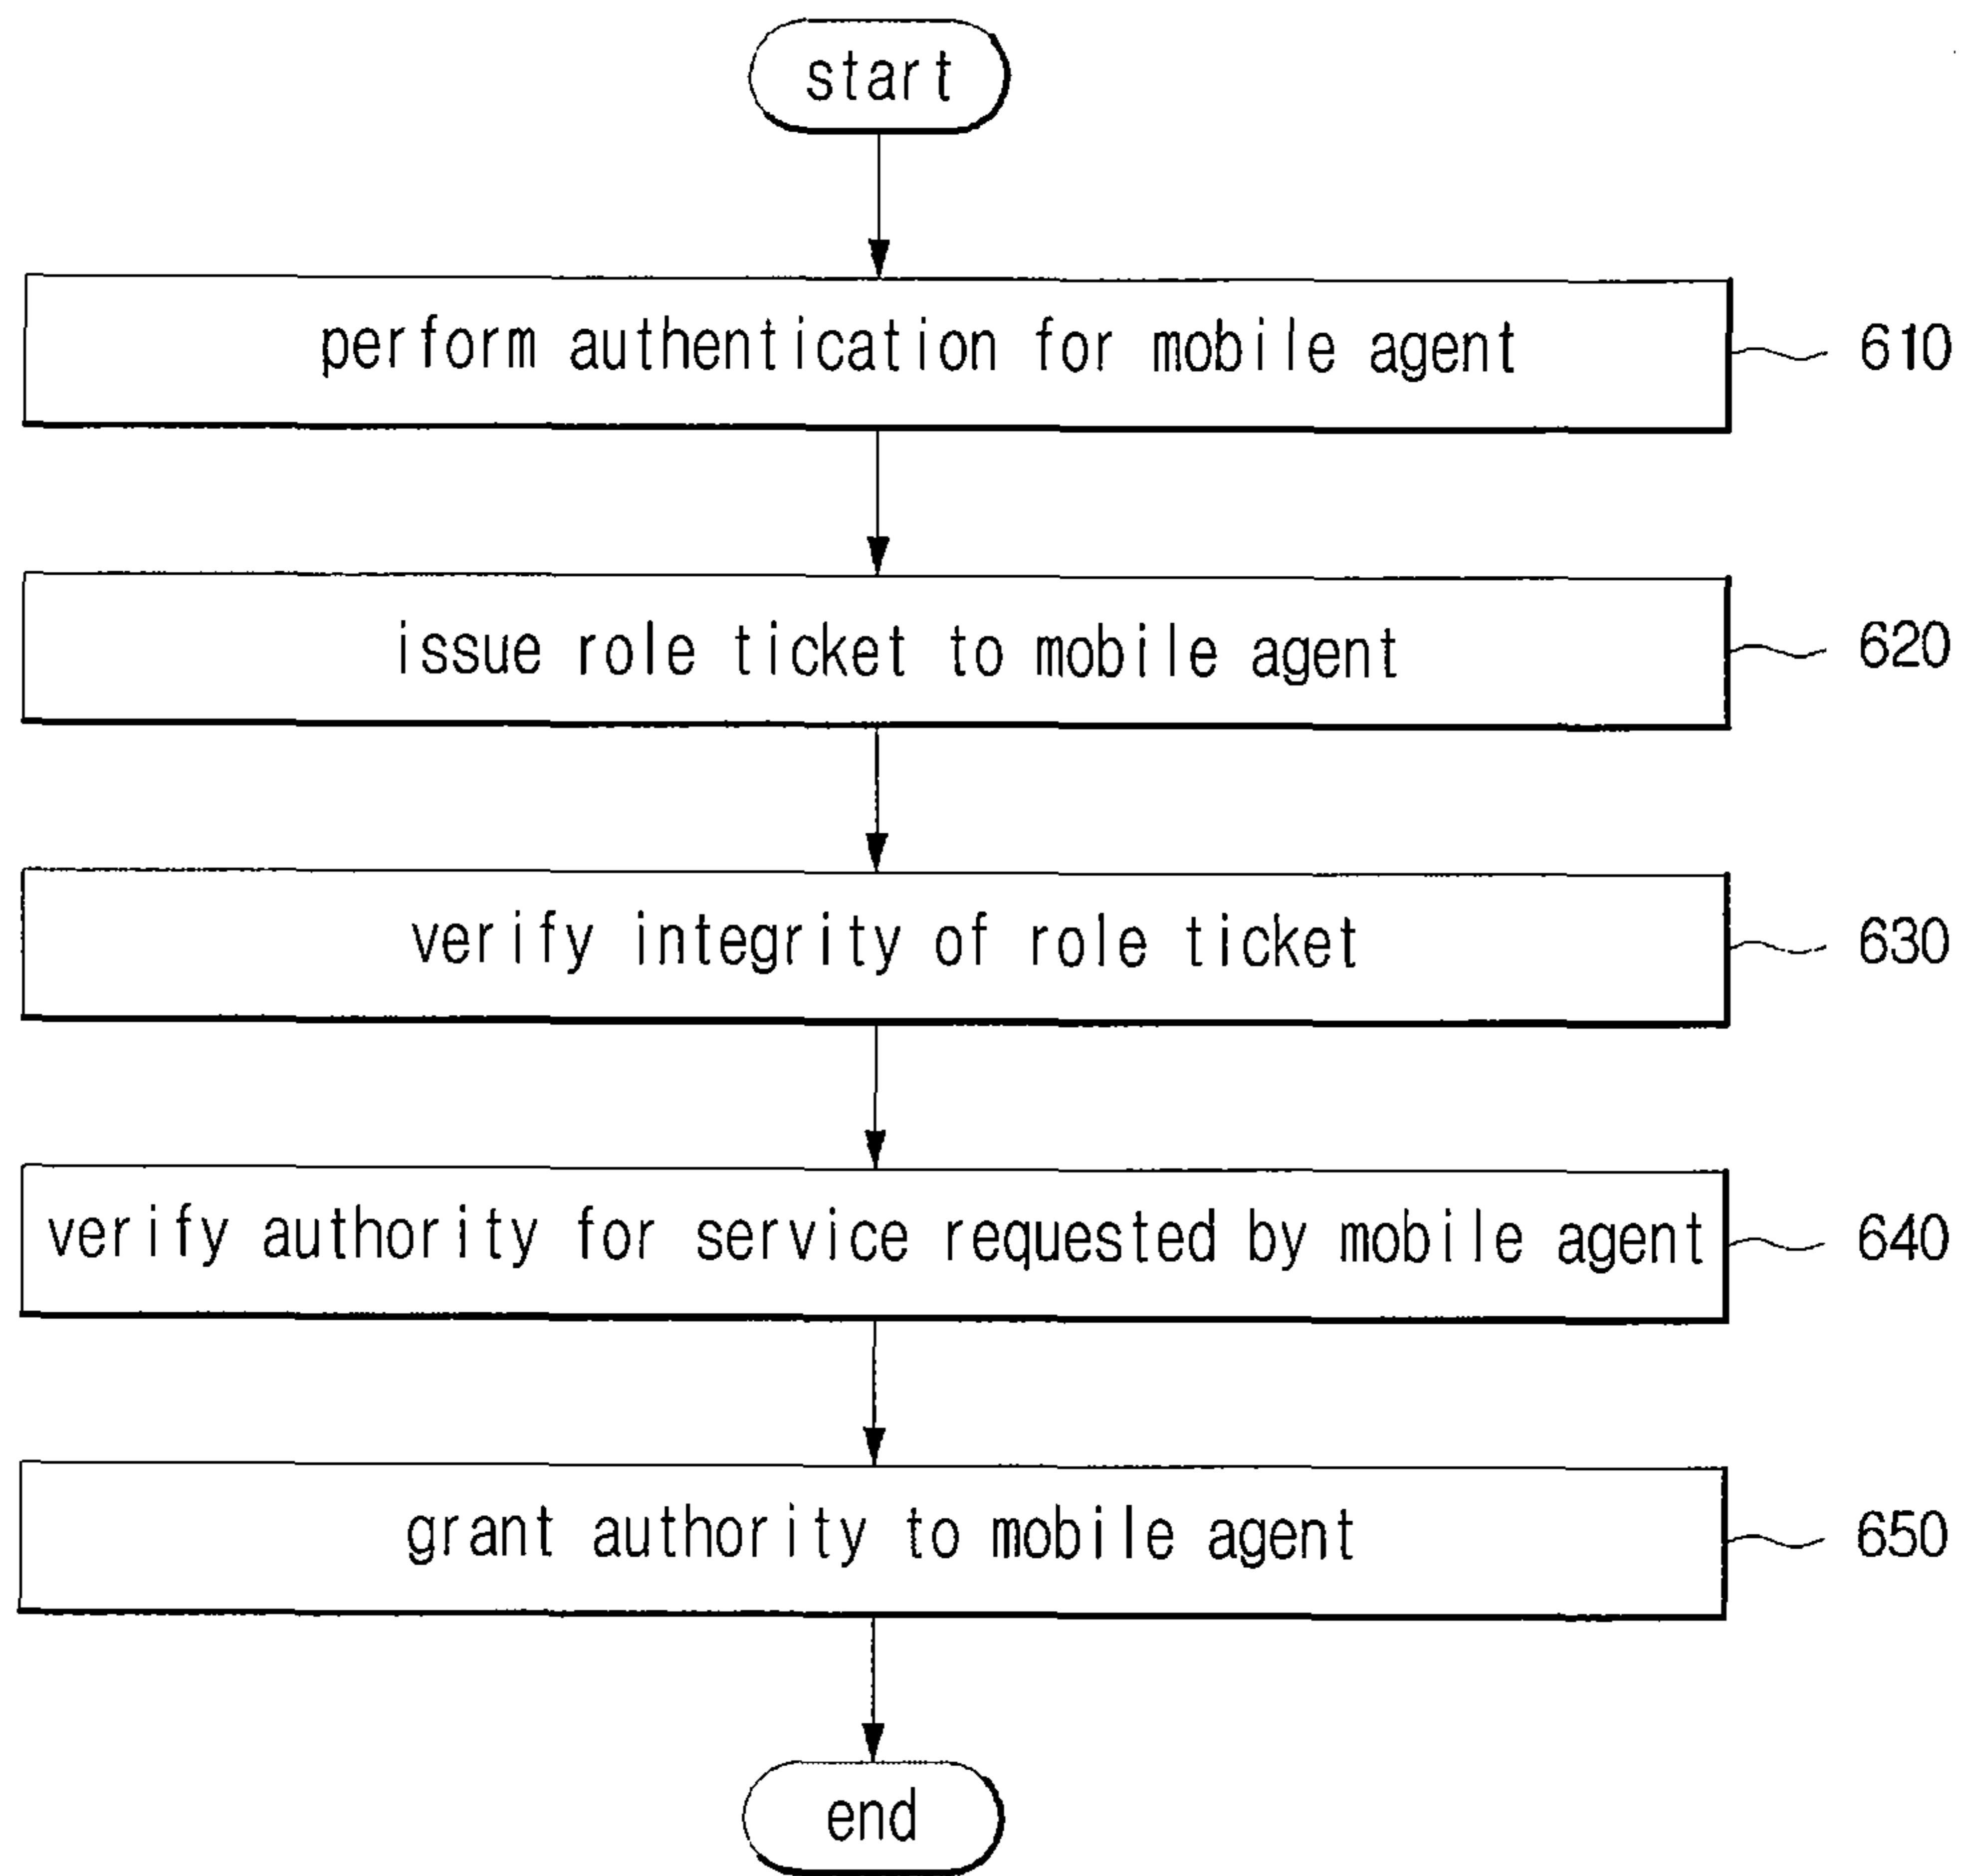 start
perform authentication for mobile agent
610
issue role ticket to mobile agent
620
verify integrity of role ticket
630
verify authority for service requested by mobile agent
640
grant authority to mobile agent
650
end